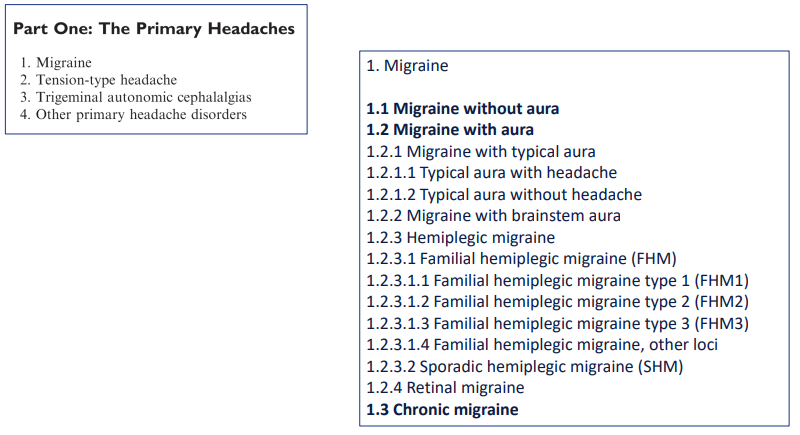 Part One: The Primary Headaches
1. Migraine
2. Tension-type headache
3. Trigeminal autonomic cephalalgias
4. Other primary headache disorders
1. Migraine
1.1 Migraine without aura
1.2 Migraine with aura
1.2.1 Migraine with typical aura
1.2.1.1 Typical aura with headache
1.2.1.2 Typical aura without headache
1.2.2 Migraine with brainstem aura
1.2.3 Hemiplegic migraine
1.2.3.1 Familial hemiplegic migraine (FHM)
1.2.3.1.1 Familial hemiplegic migraine type 1 (FHM1)
1.2.3.1.2 Familial hemiplegic migraine type 2 (FHM2)
1.2.3.1.3 Familial hemiplegic migraine type 3 (FHM3)
1.2.3.1.4 Familial hemiplegic migraine, other loci
1.2.3.2 Sporadic hemiplegic migraine (SHM)
1.2.4 Retinal migraine
1.3 Chronic migraine